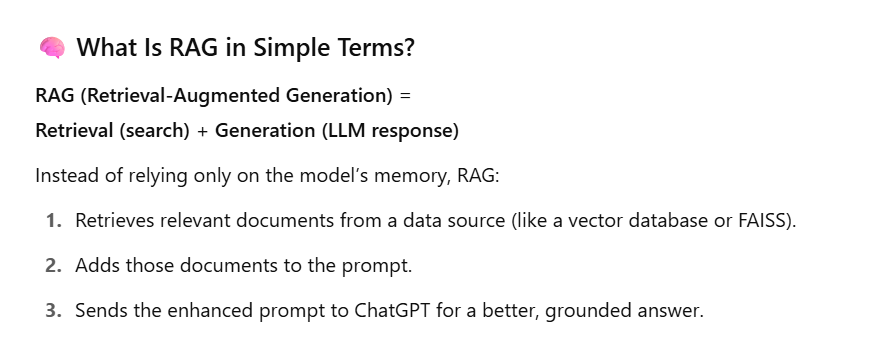 🧠 What Is RAG in Simple Terms?
RAG (Retrieval-Augmented Generation) =
Retrieval (search) + Generation (LLM response)
Instead of relying only on the model’s memory, RAG:
1. Retrieves relevant documents from a data source (like a vector database or FAISS).
2. Adds those documents to the prompt.
3. Sends the enhanced prompt to ChatGPT for a better, grounded answer.